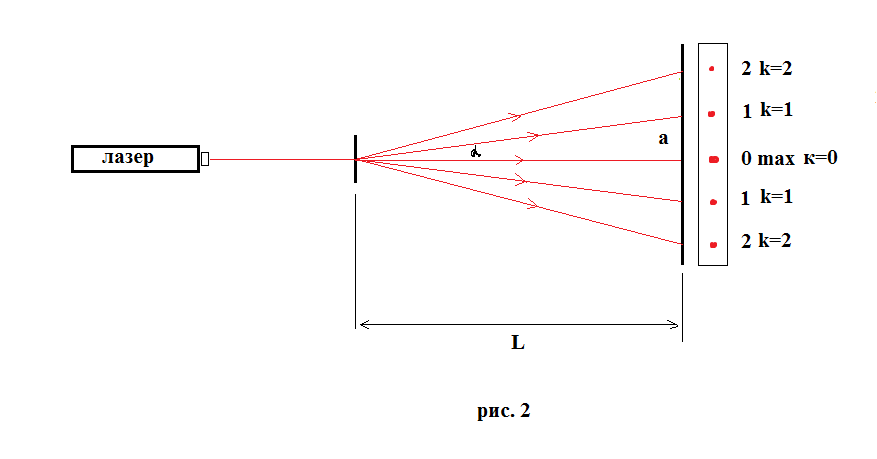 2 k=2
1 k=1
лазер
a
0 max к=0
1 k=1
2 k=2
L
рис. 2